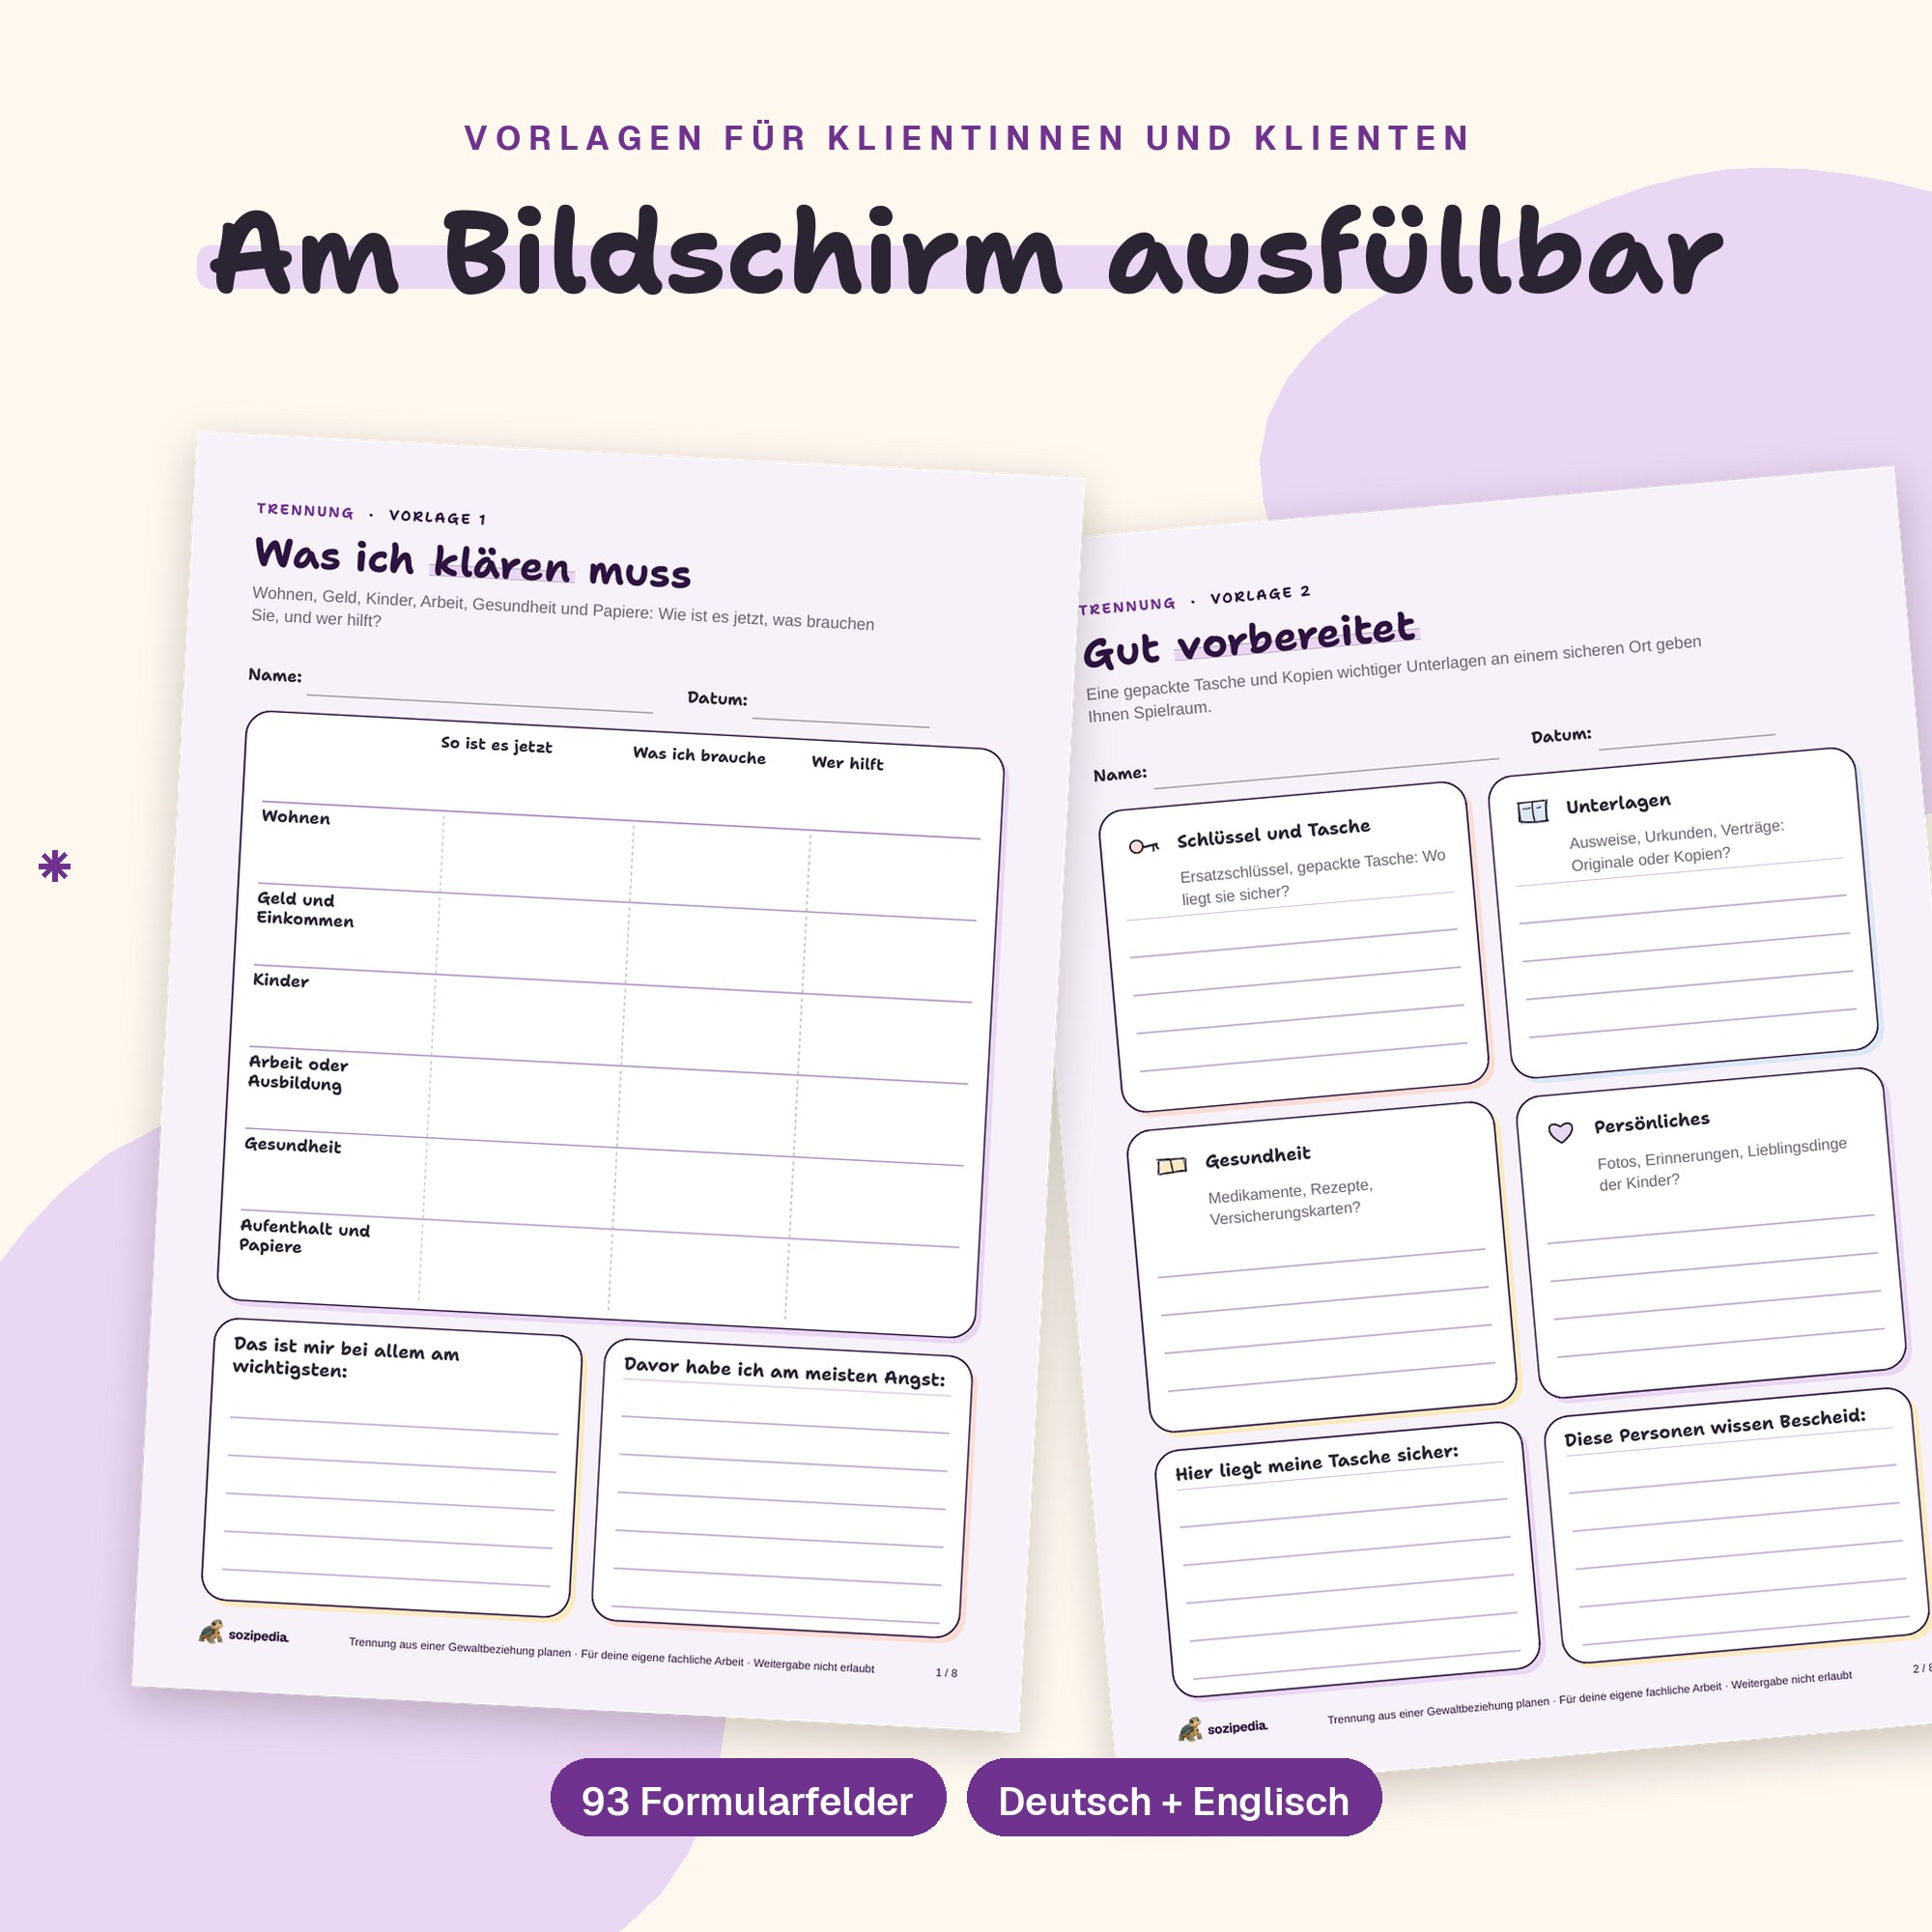 VORLAGEN FÜR KLIENTINNEN UND KLIENTEN
Am Bildschirm ausfüllbar
TRENNUNG · VORLAGE 1
Was ich klären muss
Wohnen, Geld, Kinder, Arbeit, Gesundheit und Papiere: Wie ist es jetzt, was brauchen
Sie, und wer hilft?
Name:
Datum:
So ist es jetzt
Was ich brauche
Wer hilft
Wohnen
Geld und
Einkommen
Kinder
Arbeit oder
Ausbildung
Gesundheit
Aufenthalt und
Papiere
Das ist mir bei allem am
wichtigsten:
Davor habe ich am meisten Angst:
sozipedia.
Trennung aus einer Gewaltbeziehung planen · Für deine eigene fachliche Arbeit · Weitergabe nicht erlaubt
1 / 8
TRENNUNG · VORLAGE 2
Gut vorbereitet
Eine gepackte Tasche und Kopien wichtiger Unterlagen an einem sicheren Ort geben
Ihnen Spielraum.
Name:
Datum:
Schlüssel und Tasche
Ersatzschlüssel, gepackte Tasche: Wo
liegt sie sicher?
Unterlagen
Ausweise, Urkunden, Verträge:
Originale oder Kopien?
Gesundheit
Medikamente, Rezepte,
Versicherungskarten?
Persönliches
Fotos, Erinnerungen, Lieblingsdinge
der Kinder?
Hier liegt meine Tasche sicher:
Diese Personen wissen Bescheid:
sozipedia.
Trennung aus einer Gewaltbeziehung planen · Für deine eigene fachliche Arbeit · Weitergabe nicht erlaubt
2 / 8
93 Formularfelder
Deutsch + Englisch